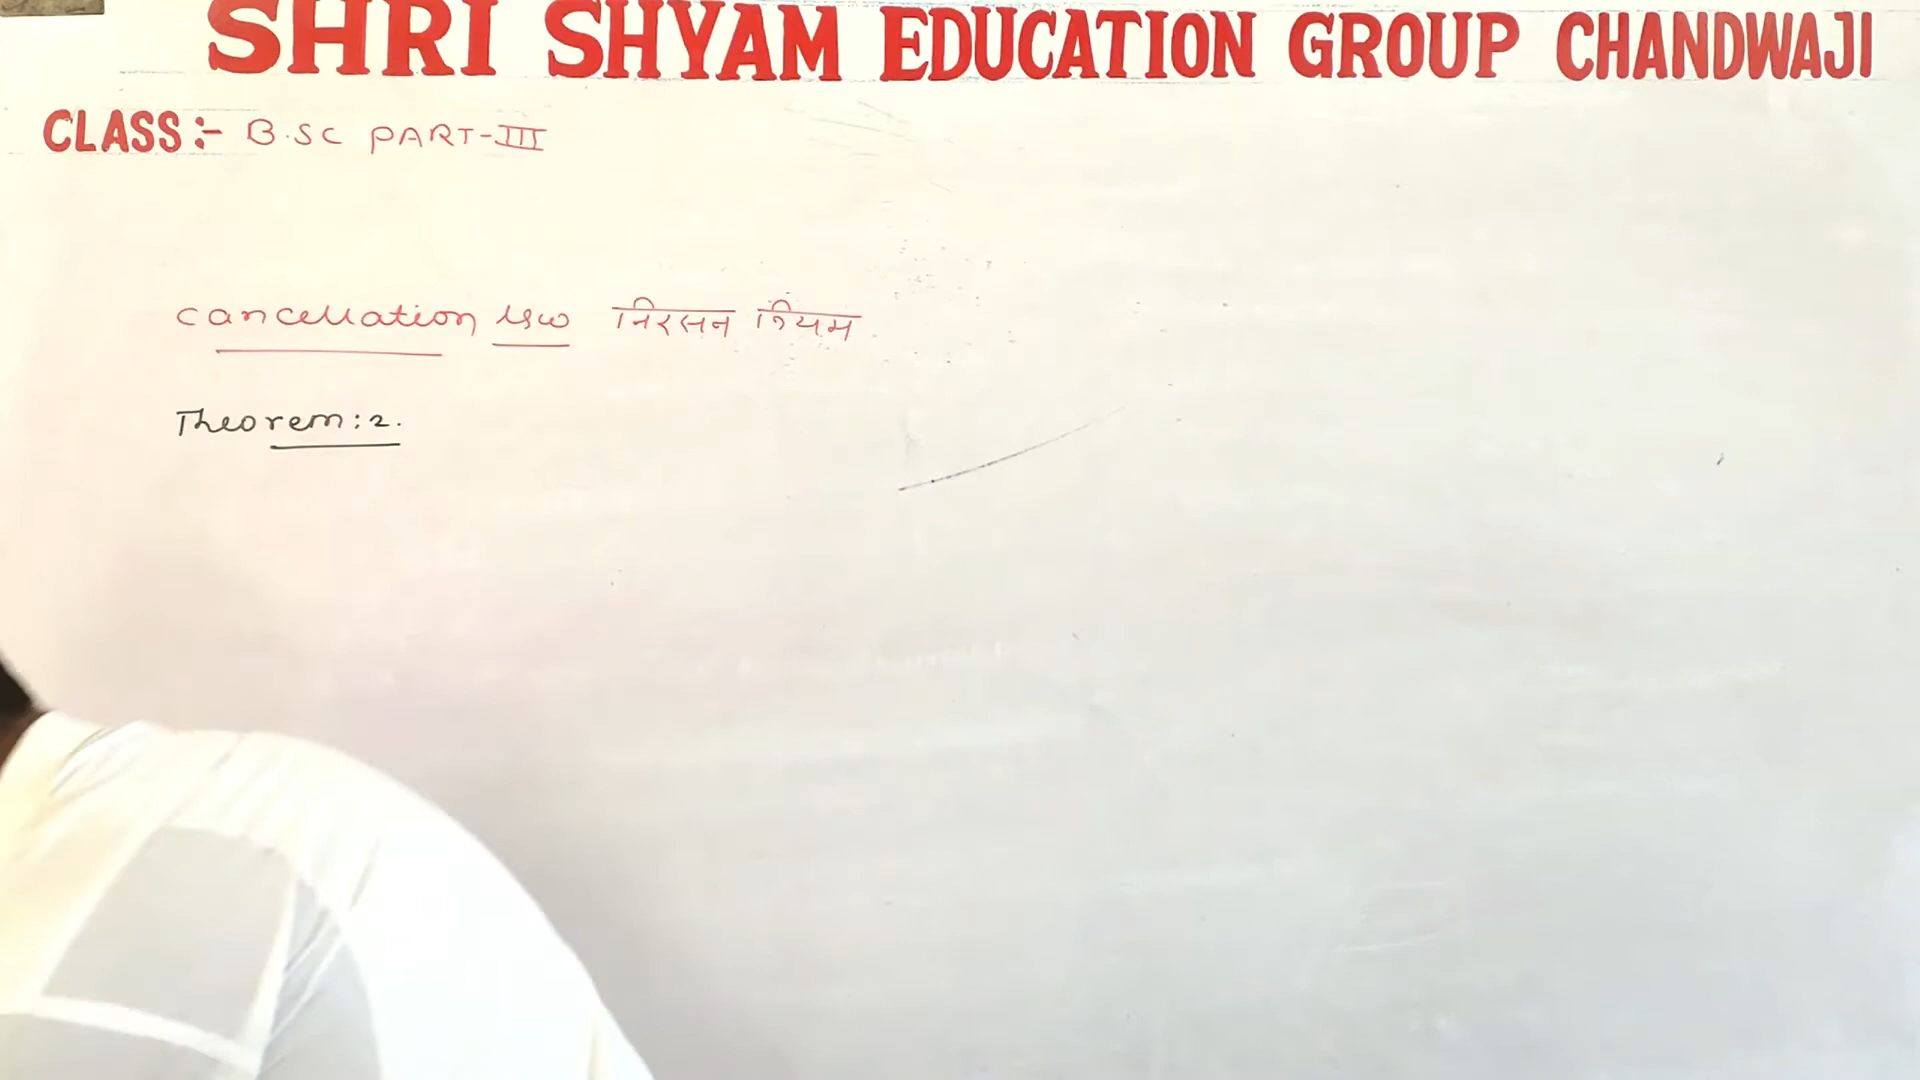 SHRI SHYAM EDUCATION GROUP CHANDWAJI
CLASS:- B.SC PART-III
cancellation law निरसन नियम
Theorem:2.